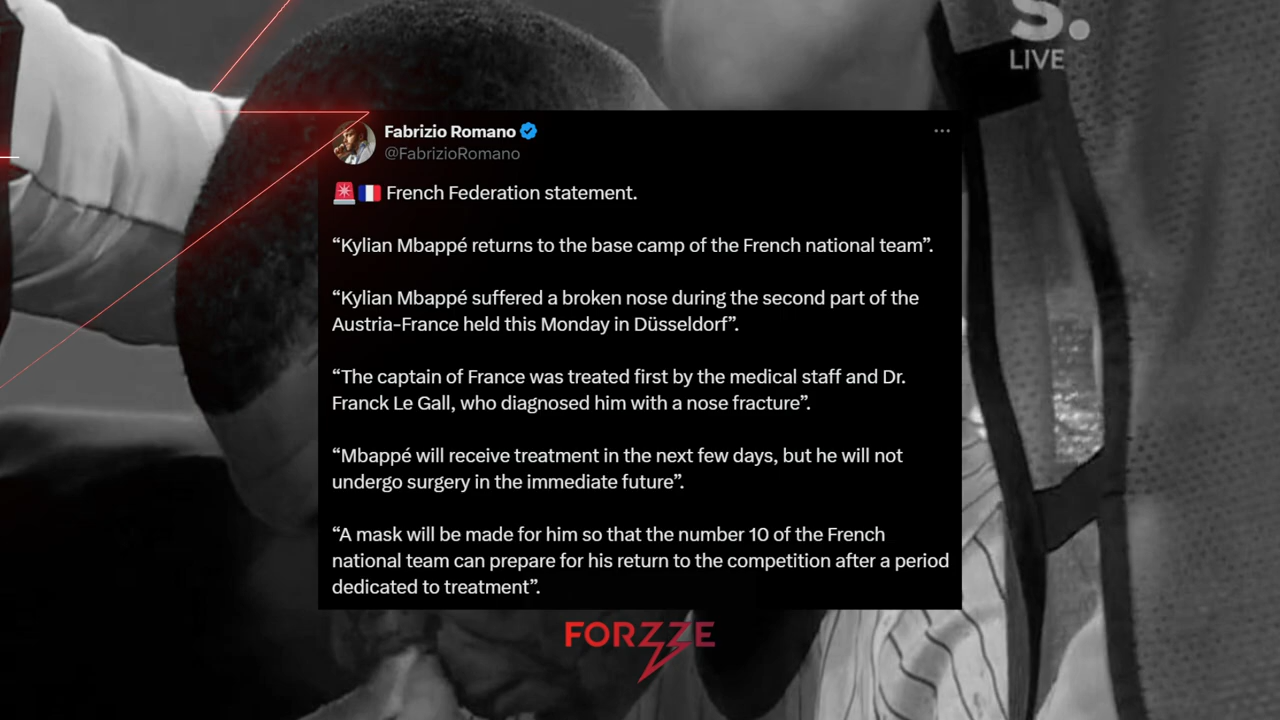 S.
LIVE
Fabrizio Romano
@FabrizioRomano
🚨🇫🇷 French Federation statement.
“Kylian Mbappé returns to the base camp of the French national team”.
“Kylian Mbappé suffered a broken nose during the second part of the
Austria-France held this Monday in Düsseldorf”.
“The captain of France was treated first by the medical staff and Dr.
Franck Le Gall, who diagnosed him with a nose fracture”.
“Mbappé will receive treatment in the next few days, but he will not
undergo surgery in the immediate future”.
“A mask will be made for him so that the number 10 of the French
national team can prepare for his return to the competition after a period
dedicated to treatment”.
FORZZE